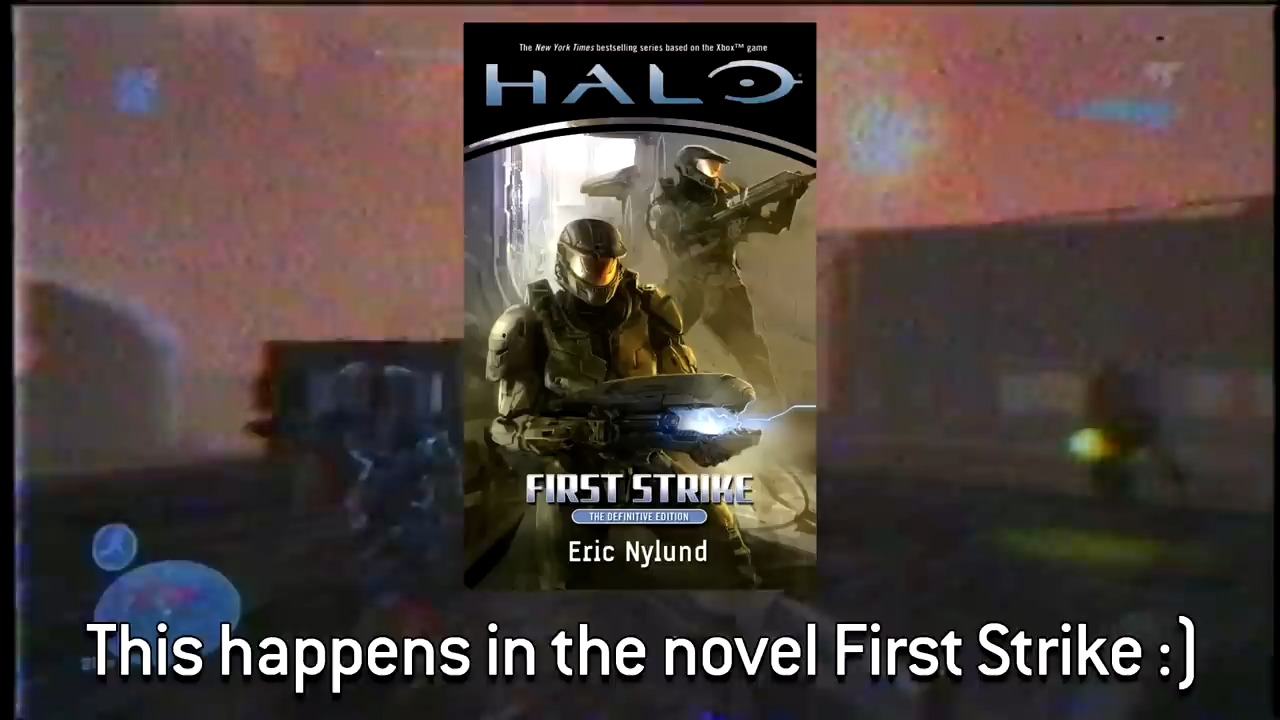 The New York Times bestselling series based on the Xbox™ game
HALO
FIRST STRIKE
THE DEFINITIVE EDITION
Eric Nylund
This happens in the novel First Strike :)